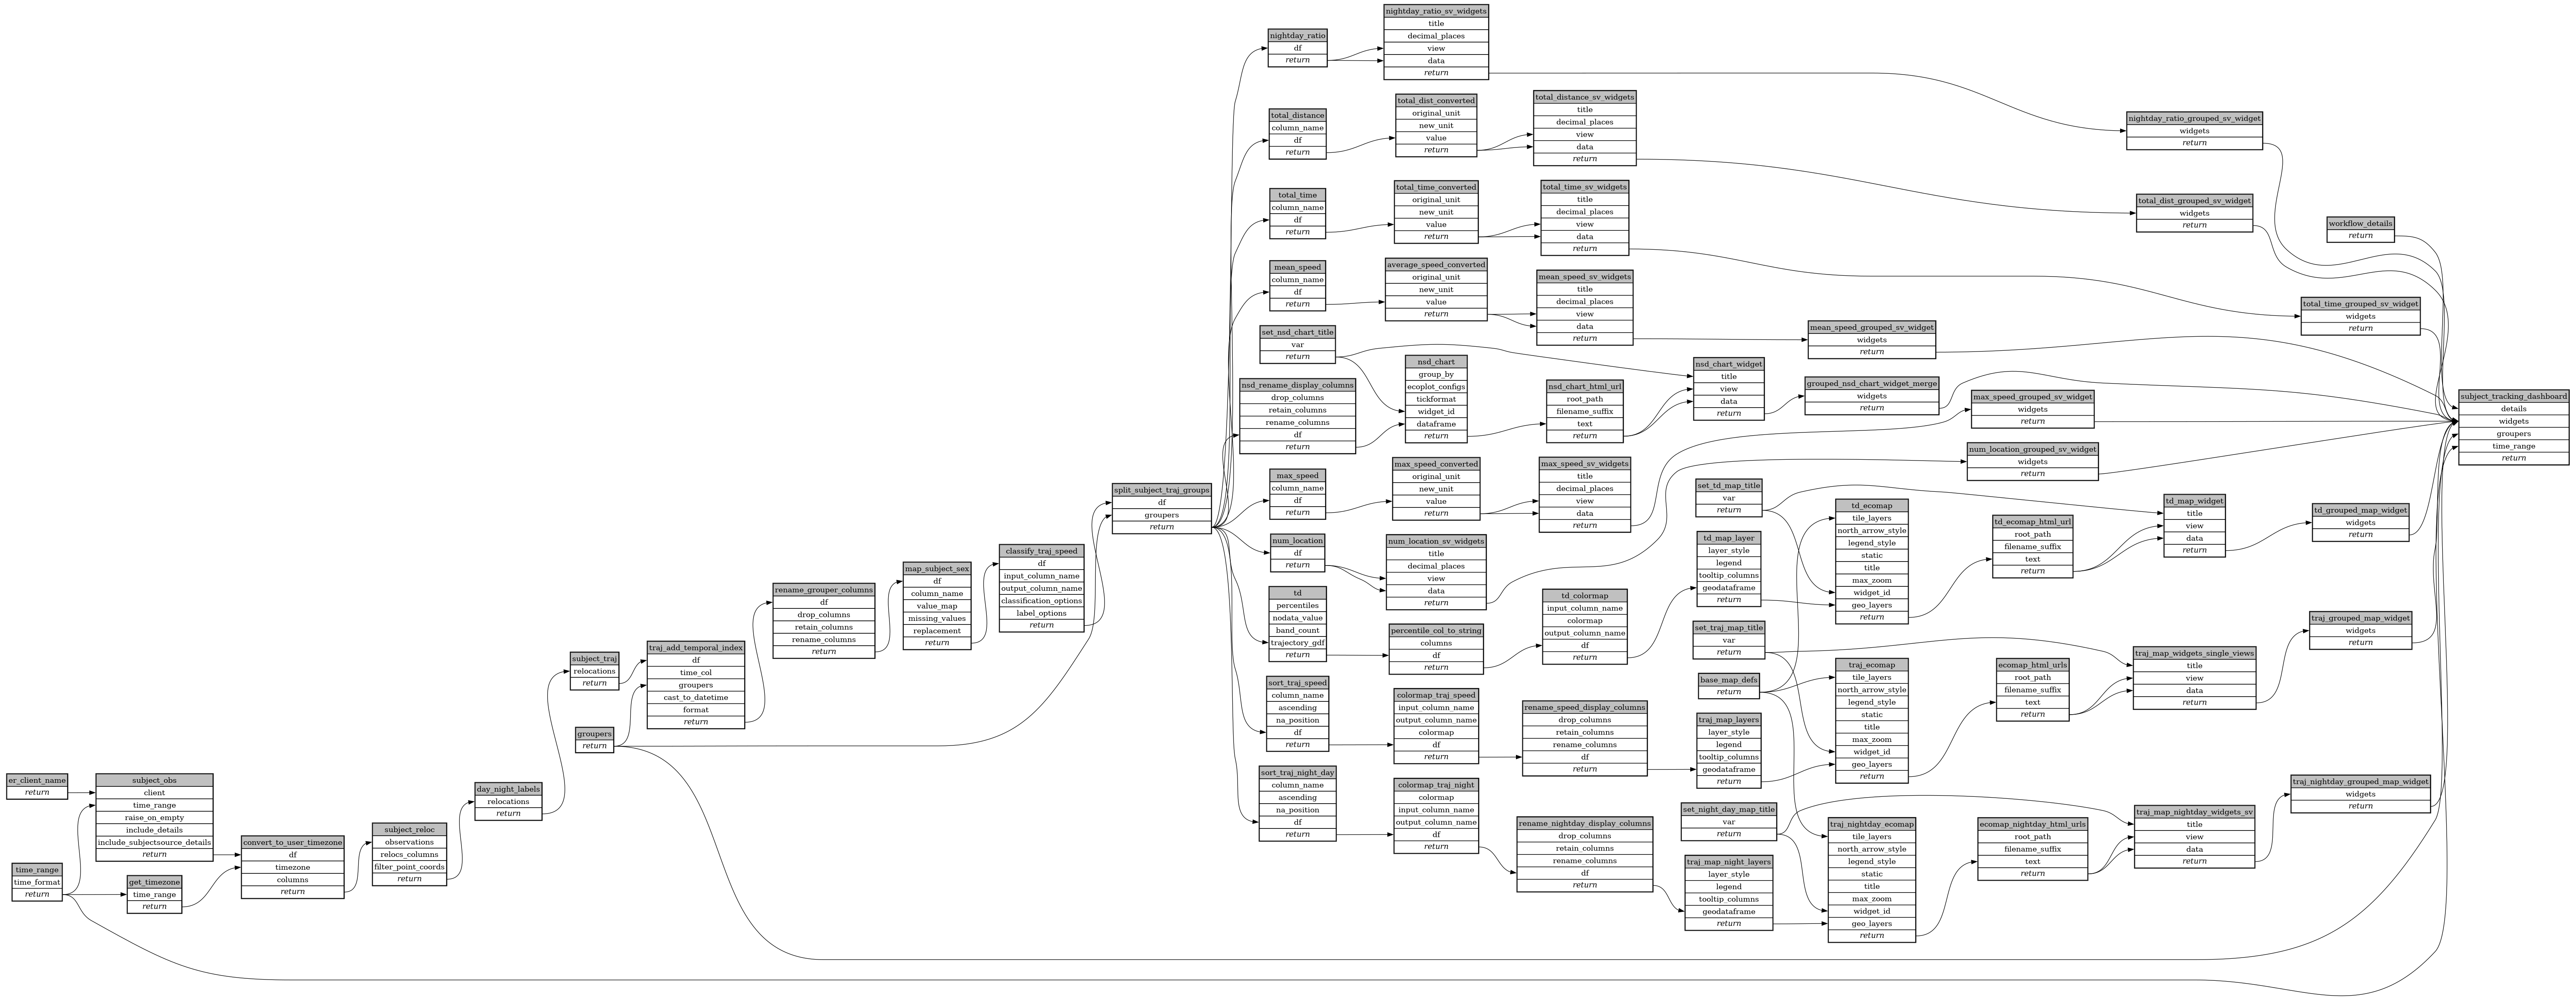 er_client_name
return
time_range
time_format
return
subject_obs
client
time_range
raise_on_empty
include_details
include_subjectsource_details
return
get_timezone
time_range
return
convert_to_user_timezone
df
timezone
columns
return
subject_reloc
observations
relocs_columns
filter_point_coords
return
day_night_labels
relocations
return
subject_traj
relocations
return
groupers
return
traj_add_temporal_index
df
time_col
groupers
cast_to_datetime
format
return
rename_grouper_columns
df
drop_columns
retain_columns
rename_columns
return
map_subject_sex
df
column_name
value_map
missing_values
replacement
return
classify_traj_speed
df
input_column_name
output_column_name
classification_options
label_options
return
split_subject_traj_groups
df
groupers
return
nightday_ratio
df
return
total_distance
column_name
df
return
total_time
column_name
df
return
mean_speed
column_name
df
return
set_nsd_chart_title
var
return
nsd_rename_display_columns
drop_columns
retain_columns
rename_columns
df
return
max_speed
column_name
df
return
num_location
df
return
td
percentiles
nodata_value
band_count
trajectory_gdf
return
sort_traj_speed
column_name
ascending
na_position
df
return
sort_traj_night_day
column_name
ascending
na_position
df
return
nightday_ratio_sv_widgets
title
decimal_places
view
data
return
total_dist_converted
original_unit
new_unit
value
return
total_time_converted
original_unit
new_unit
value
return
average_speed_converted
original_unit
new_unit
value
return
nsd_chart
group_by
ecoplot_configs
tickformat
widget_id
dataframe
return
max_speed_converted
original_unit
new_unit
value
return
num_location_sv_widgets
title
decimal_places
view
data
return
percentile_col_to_string
columns
df
return
colormap_traj_speed
input_column_name
output_column_name
colormap
df
return
colormap_traj_night
colormap
input_column_name
output_column_name
df
return
total_distance_sv_widgets
title
decimal_places
view
data
return
total_time_sv_widgets
title
decimal_places
view
data
return
mean_speed_sv_widgets
title
decimal_places
view
data
return
nsd_chart_html_url
root_path
filename_suffix
text
return
max_speed_sv_widgets
title
decimal_places
view
data
return
td_colormap
input_column_name
colormap
output_column_name
df
return
rename_speed_display_columns
drop_columns
retain_columns
rename_columns
df
return
rename_nightday_display_columns
drop_columns
retain_columns
rename_columns
df
return
nsd_chart_widget
title
view
data
return
set_td_map_title
var
return
td_map_layer
layer_style
legend
tooltip_columns
geodataframe
return
set_traj_map_title
var
return
base_map_defs
return
traj_map_layers
layer_style
legend
tooltip_columns
geodataframe
return
set_night_day_map_title
var
return
traj_map_night_layers
layer_style
legend
tooltip_columns
geodataframe
return
mean_speed_grouped_sv_widget
widgets
return
grouped_nsd_chart_widget_merge
widgets
return
td_ecomap
tile_layers
north_arrow_style
legend_style
static
title
max_zoom
widget_id
geo_layers
return
traj_ecomap
tile_layers
north_arrow_style
legend_style
static
title
max_zoom
widget_id
geo_layers
return
traj_nightday_ecomap
tile_layers
north_arrow_style
legend_style
static
title
max_zoom
widget_id
geo_layers
return
max_speed_grouped_sv_widget
widgets
return
num_location_grouped_sv_widget
widgets
return
td_ecomap_html_url
root_path
filename_suffix
text
return
ecomap_html_urls
root_path
filename_suffix
text
return
ecomap_nightday_html_urls
root_path
filename_suffix
text
return
nightday_ratio_grouped_sv_widget
widgets
return
total_dist_grouped_sv_widget
widgets
return
td_map_widget
title
view
data
return
traj_map_widgets_single_views
title
view
data
return
traj_map_nightday_widgets_sv
title
view
data
return
workflow_details
return
total_time_grouped_sv_widget
widgets
return
td_grouped_map_widget
widgets
return
traj_grouped_map_widget
widgets
return
traj_nightday_grouped_map_widget
widgets
return
subject_tracking_dashboard
details
widgets
groupers
time_range
return